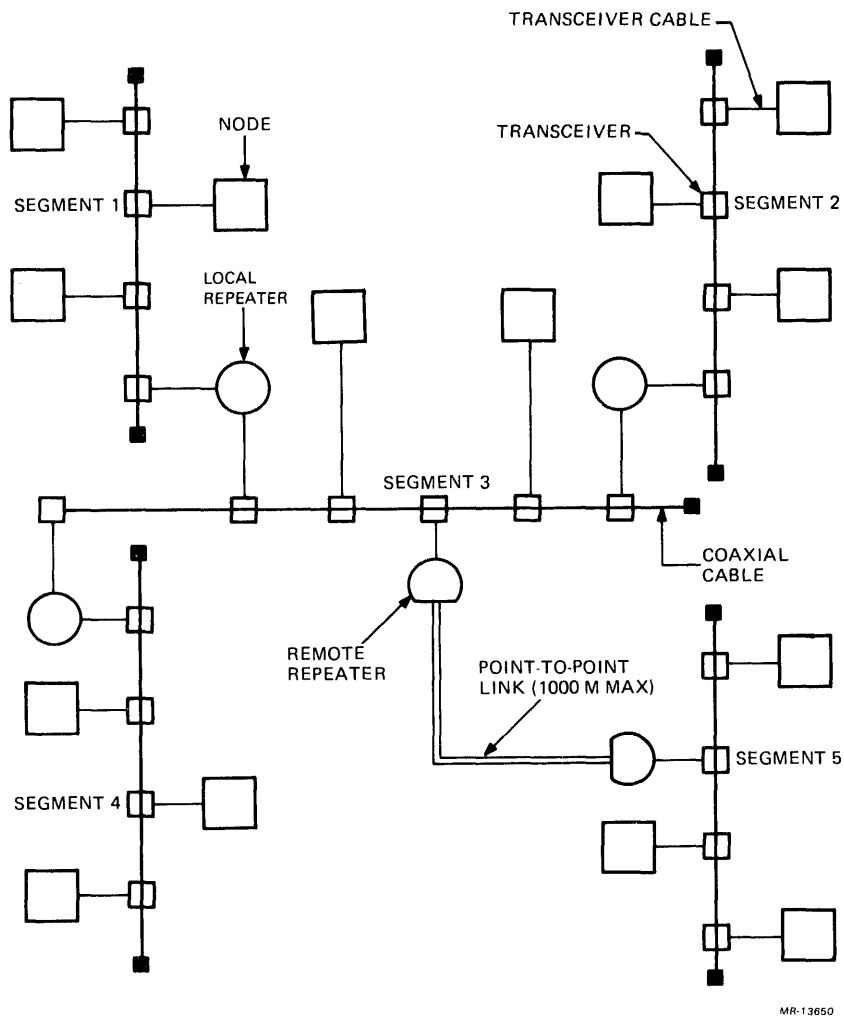 TRANSCEIVER CABLE
NODE
TRANSCEIVER
SEGMENT 1
SEGMENT 2
LOCAL
REPEATER
SEGMENT 3
COAXIAL
CABLE
REMOTE
REPEATER
POINT-TO-POINT
LINK (1000 M MAX)
SEGMENT 4
SEGMENT 5
MR-13650